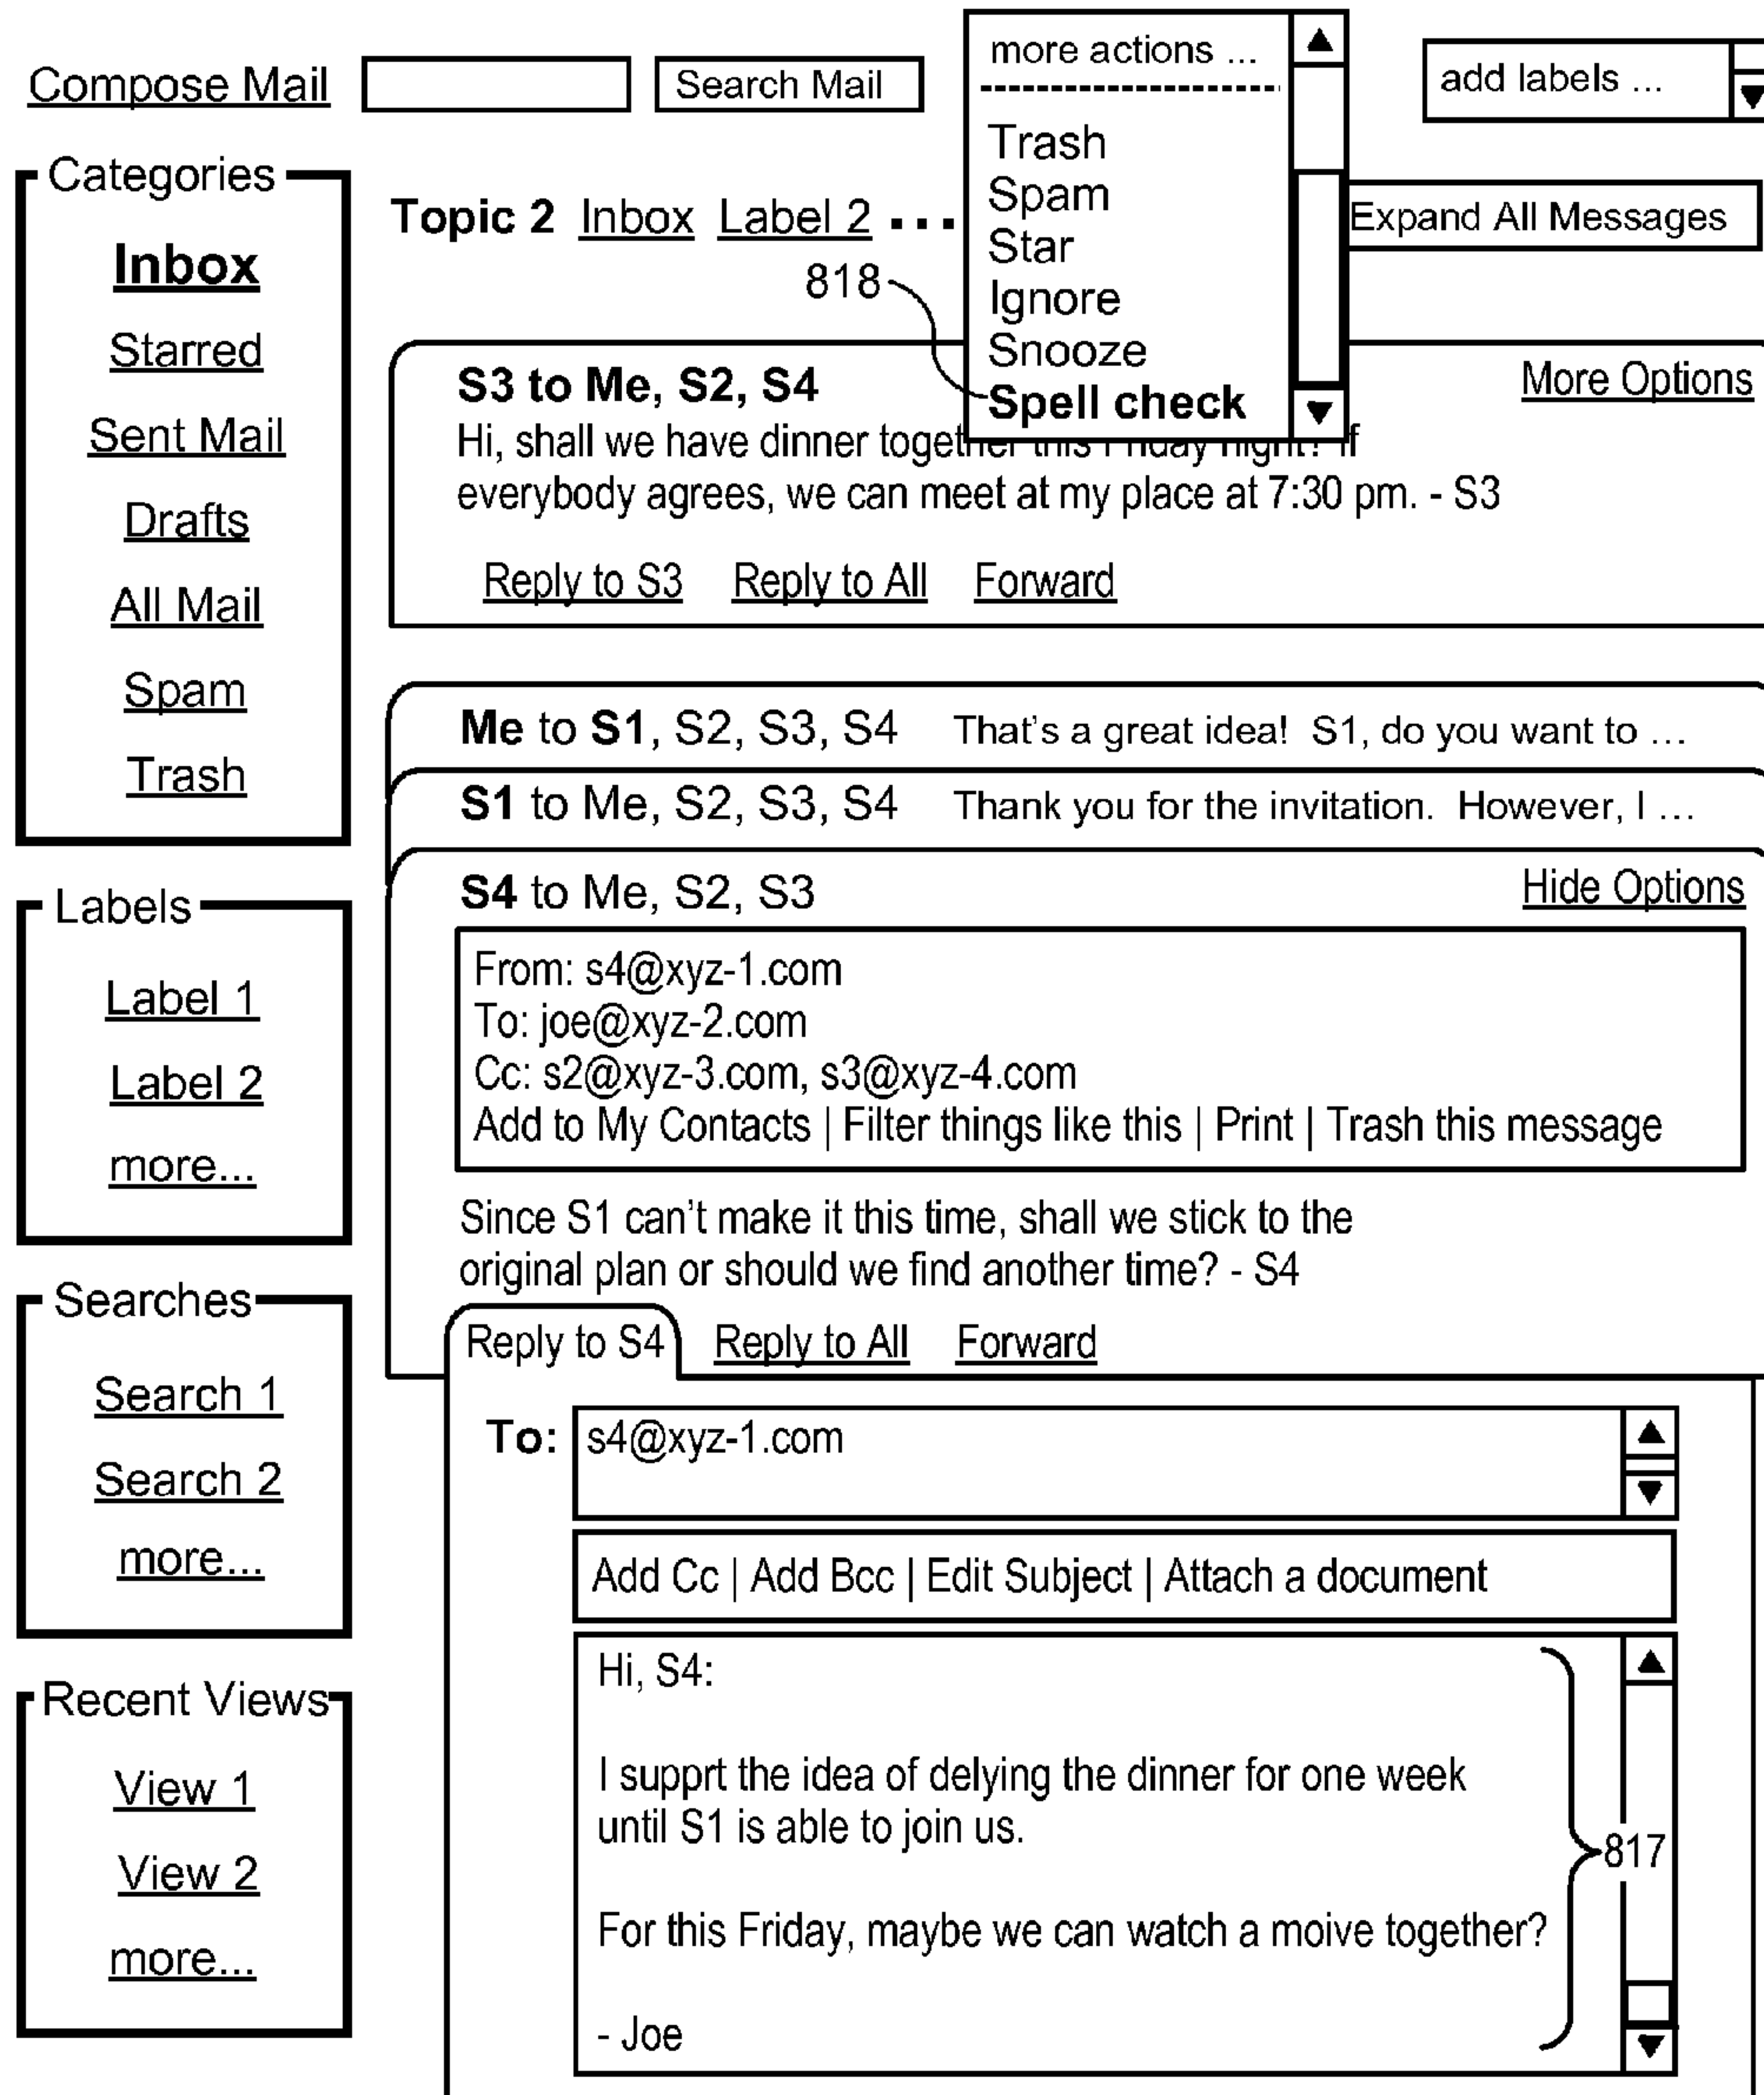 Compose Mail
Search Mail
more actions ...
Trash
Spam
Star
Ignore
Snooze
Spell check
add labels ...
Categories
Inbox
Starred
Sent Mail
Drafts
All Mail
Spam
Trash
Labels
Label 1
Label 2
more...
Searches
Search 1
Search 2
more...
Recent Views
View 1
View 2
more...
Topic 2 Inbox Label 2 ...
Expand All Messages
818
S3 to Me, S2, S4
More Options
Hi, shall we have dinner together this Friday night? If
everybody agrees, we can meet at my place at 7:30 pm. - S3
Reply to S3 Reply to All Forward
Me to S1, S2, S3, S4 That's a great idea! S1, do you want to ...
S1 to Me, S2, S3, S4 Thank you for the invitation. However, I ...
S4 to Me, S2, S3
Hide Options
From: s4@xyz-1.com
To: joe@xyz-2.com
Cc: s2@xyz-3.com, s3@xyz-4.com
Add to My Contacts | Filter things like this | Print | Trash this message
Since S1 can't make it this time, shall we stick to the
original plan or should we find another time? - S4
Reply to S4 Reply to All Forward
To: s4@xyz-1.com
Add Cc | Add Bcc | Edit Subject | Attach a document
Hi, S4:
I supprt the idea of delying the dinner for one week
until S1 is able to join us.
817
For this Friday, maybe we can watch a moive together?
- Joe